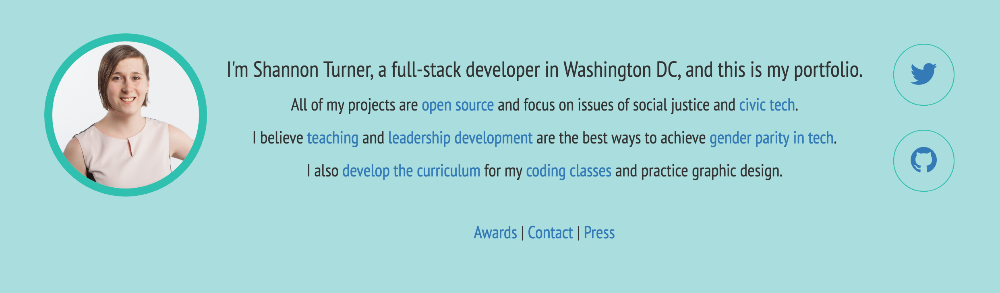 I'm Shannon Turner, a full-stack developer in Washington DC, and this is my portfolio.
All of my projects are open source and focus on issues of social justice and civic tech.
I believe teaching and leadership development are the best ways to achieve gender parity in tech.
I also develop the curriculum for my coding classes and practice graphic design.
Awards | Contact | Press